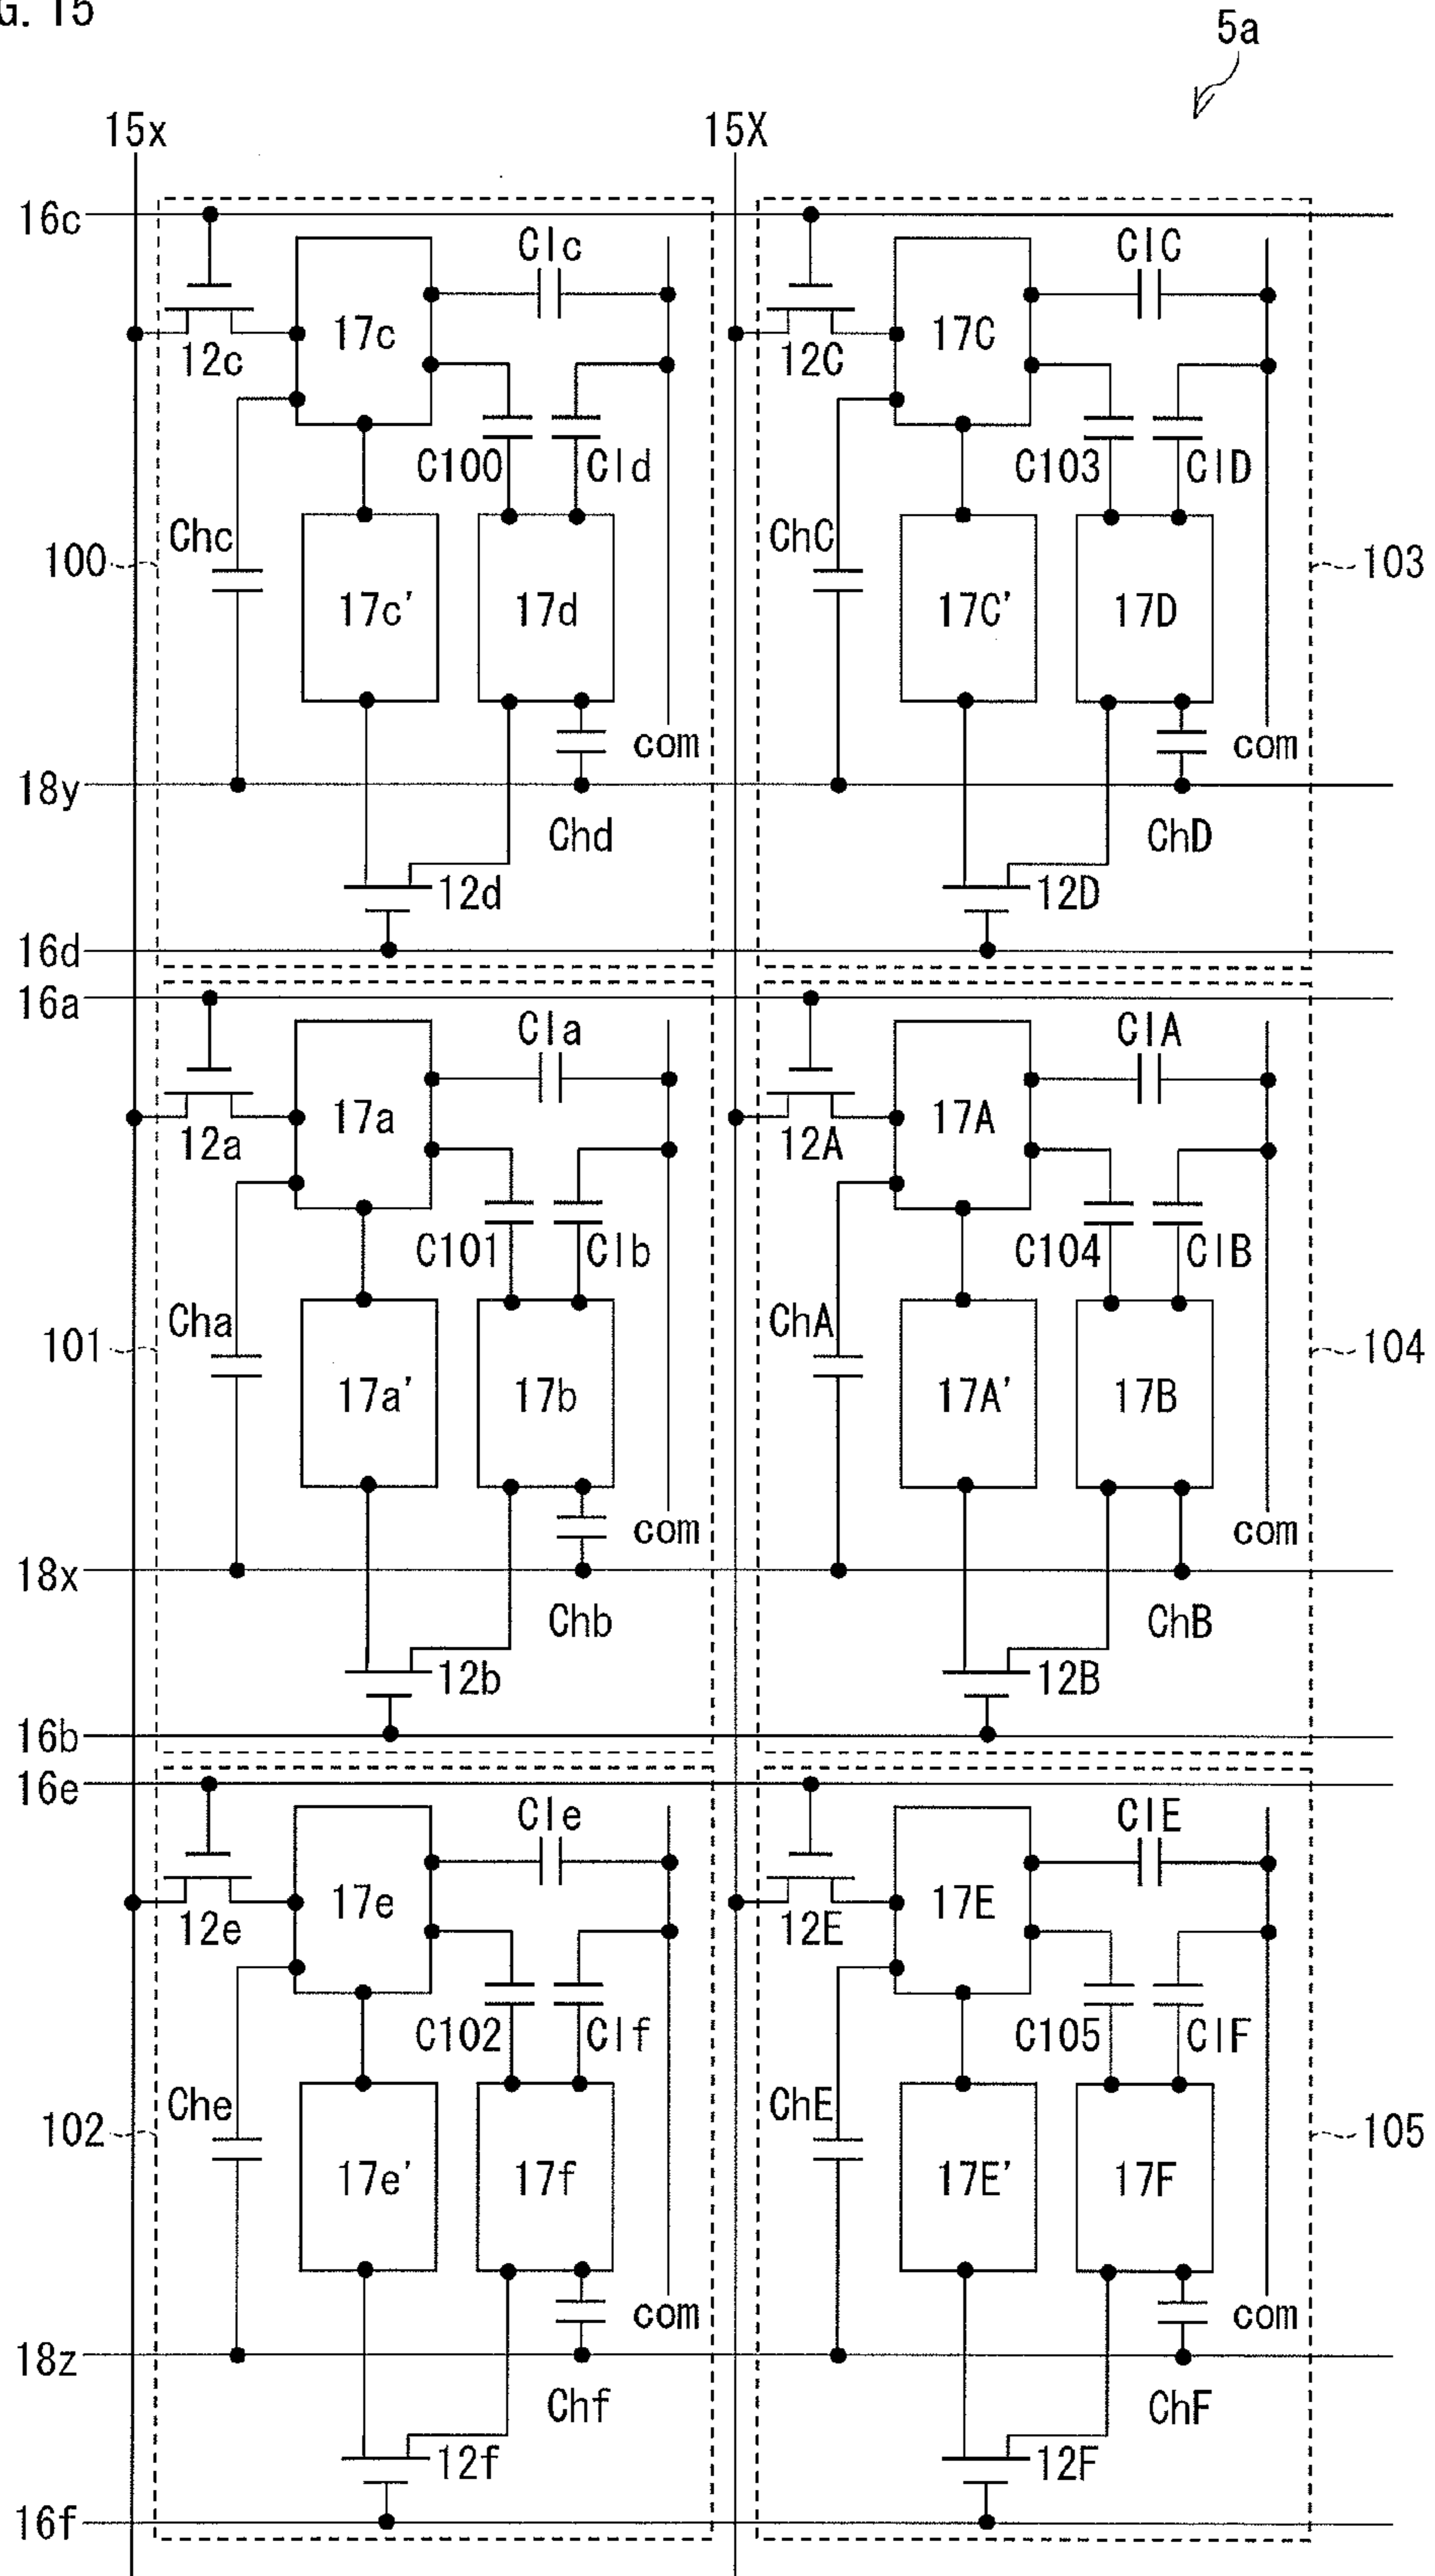 G. 15
5a
15x 15X
16c
Clc ClC
17c 17C
12c 12C
C100 Cld C103 ClD
Chc ChC
100 103
17c' 17d 17C' 17D
com com
18y
Chd ChD
12d 12D
16d
16a
Cla ClA
17a 17A
12a 12A
C101 Clb C104 ClB
Cha ChA
101 104
17a' 17b 17A' 17B
com com
18x
Chb ChB
12b 12B
16b
16e
Cle ClE
17e 17E
12e 12E
C102 Clf C105 ClF
Che ChE
102 105
17e' 17f 17E' 17F
com com
18z
Chf ChF
12f 12F
16f